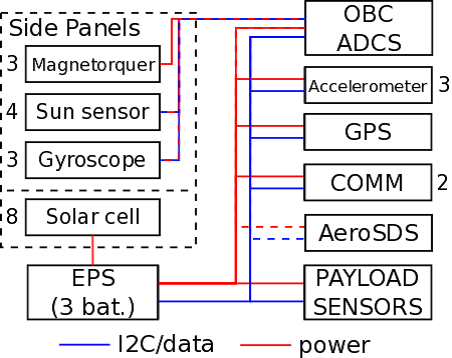 Side Panels
3 Magnetorquer
4 Sun sensor
3 Gyroscope
8 Solar cell
EPS
(3 bat.)
OBC
ADCS
Accelerometer 3
GPS
COMM 2
AeroSDS
PAYLOAD
SENSORS
I2C/data
power